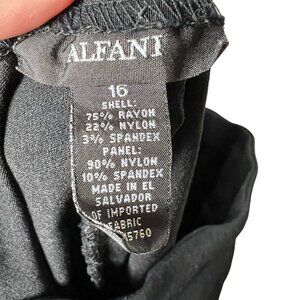 ALFANI
16
SHELL:
75% RAYON
22% NYLON
3% SPANDEX
PANEL:
90% NYLON
10% SPANDEX
MADE IN EL
SALVADOR
OF IMPORTED
FABRIC